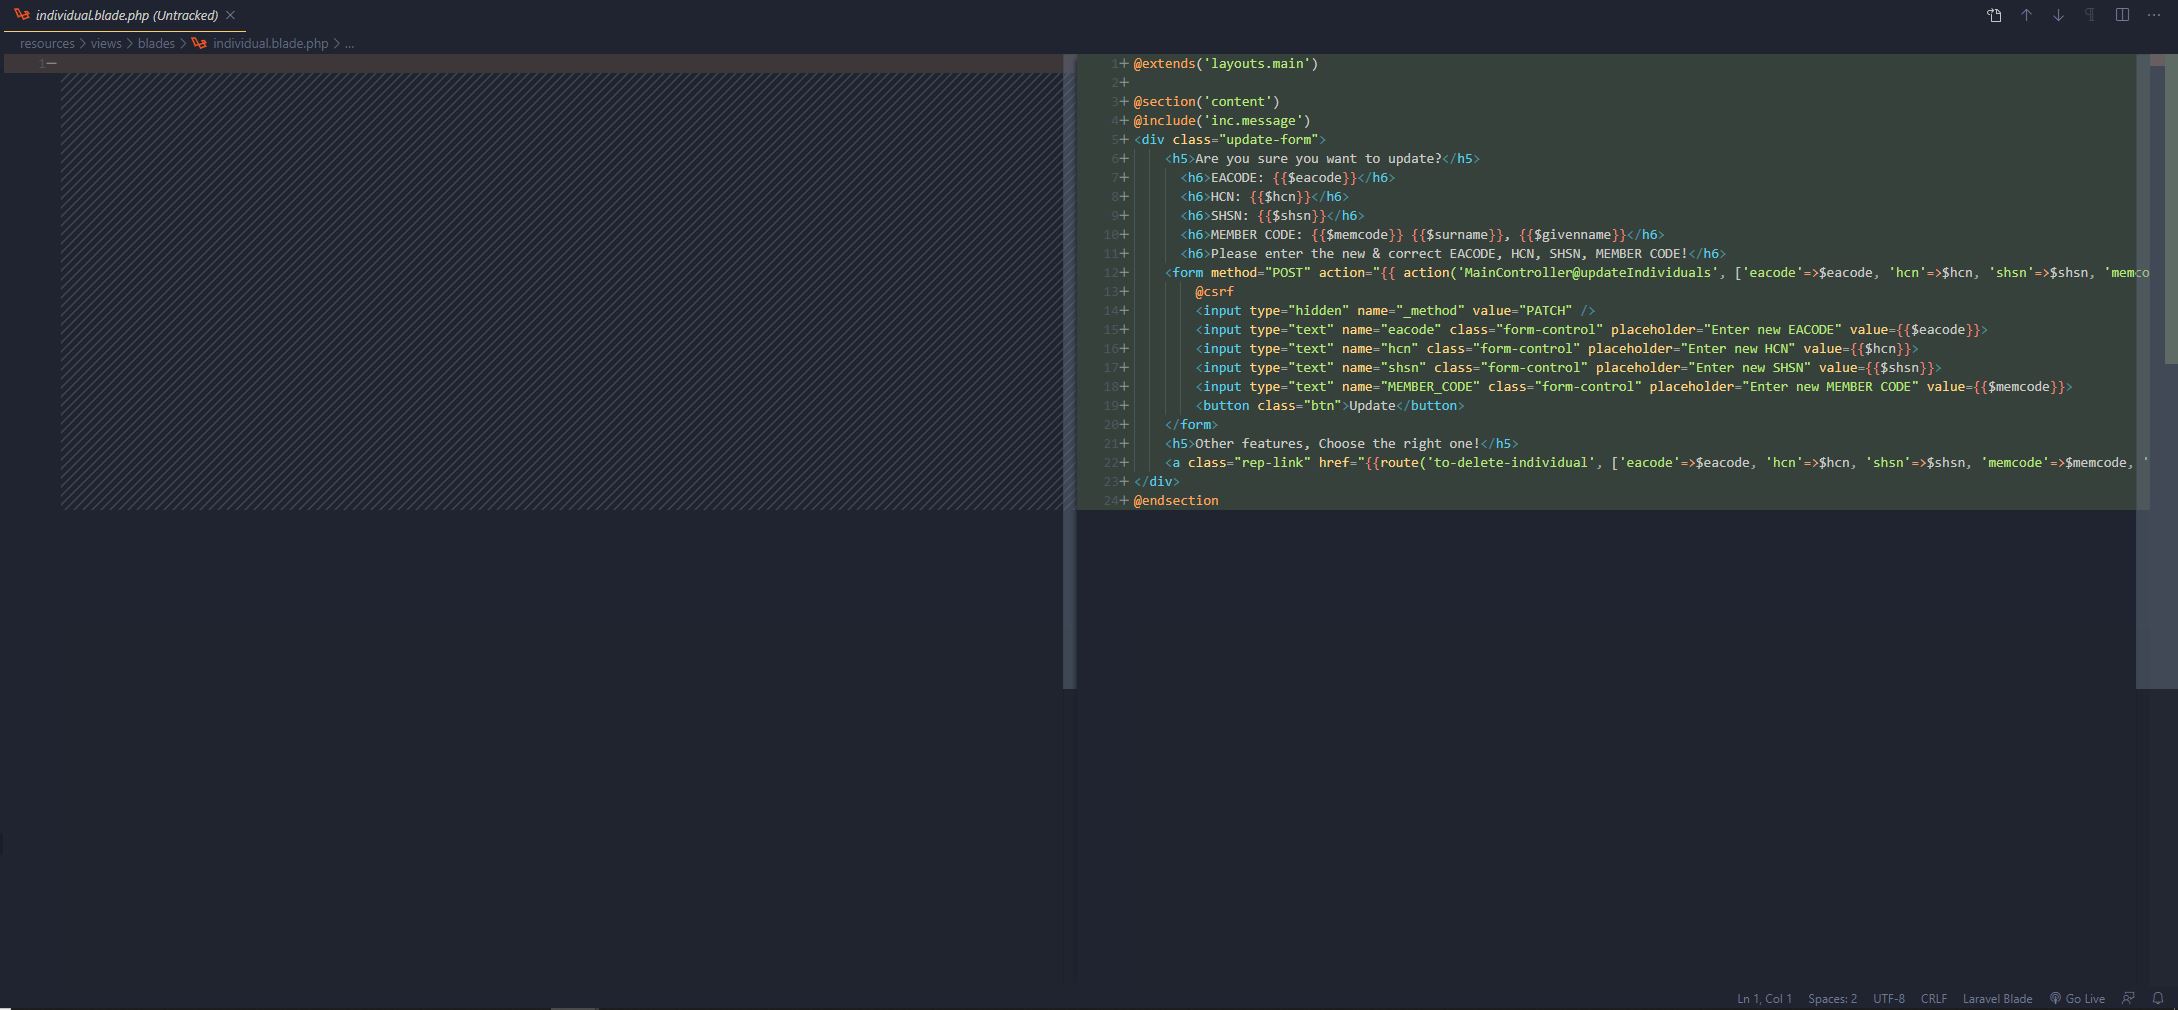 individual.blade.php (Untracked)
resources > views > blades > individual.blade.php > ...
1
1+ @extends('layouts.main')
2+
3+ @section('content')
4+ @include('inc.message')
5+ <div class="update-form">
6+ <h5>Are you sure you want to update?</h5>
7+ <h6>EACODE: {{$eacode}}</h6>
8+ <h6>HCN: {{$hcn}}</h6>
9+ <h6>SHSN: {{$shsn}}</h6>
10+ <h6>MEMBER CODE: {{$memcode}} {{$surname}}, {{$givenname}}</h6>
11+ <h6>Please enter the new & correct EACODE, HCN, SHSN, MEMBER CODE!</h6>
12+ <form method="POST" action="{{ action('MainController@updateIndividuals', ['eacode'=>$eacode, 'hcn'=>$hcn, 'shsn'=>$shsn, 'memco
13+ @csrf
14+ <input type="hidden" name="_method" value="PATCH" />
15+ <input type="text" name="eacode" class="form-control" placeholder="Enter new EACODE" value={{$eacode}}>
16+ <input type="text" name="hcn" class="form-control" placeholder="Enter new HCN" value={{$hcn}}>
17+ <input type="text" name="shsn" class="form-control" placeholder="Enter new SHSN" value={{$shsn}}>
18+ <input type="text" name="MEMBER_CODE" class="form-control" placeholder="Enter new MEMBER CODE" value={{$memcode}}>
19+ <button class="btn">Update</button>
20+ </form>
21+ <h5>Other features, Choose the right one!</h5>
22+ <a class="rep-link" href="{{route('to-delete-individual', ['eacode'=>$eacode, 'hcn'=>$hcn, 'shsn'=>$shsn, 'memcode'=>$memcode, '
23+ </div>
24+ @endsection
Ln 1, Col 1 Spaces: 2 UTF-8 CRLF Laravel Blade Go Live